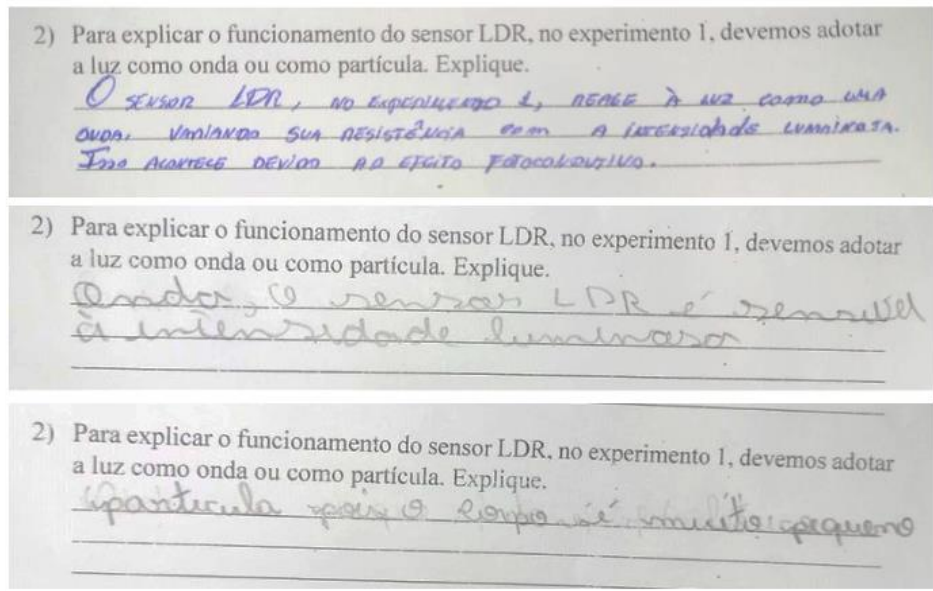 2) Para explicar o funcionamento do sensor LDR, no experimento 1, devemos adotar
a luz como onda ou como partícula. Explique.
O SENSOR LDR, NO EXPERIMENTO 1, REAGE À LUZ COMO UMA
ONDA, VARIANDO SUA RESISTÊNCIA COM A INTENSIDADE LUMINOSA.
ISSO ACONTECE DEVIDO AO EFEITO FOTOCONDUTIVO.
2) Para explicar o funcionamento do sensor LDR, no experimento 1, devemos adotar
a luz como onda ou como partícula. Explique.
Onda, O sensor LDR é sensível
à intensidade luminosa
2) Para explicar o funcionamento do sensor LDR, no experimento 1, devemos adotar
a luz como onda ou como partícula. Explique.
partícula pois o corpo é muito pequeno